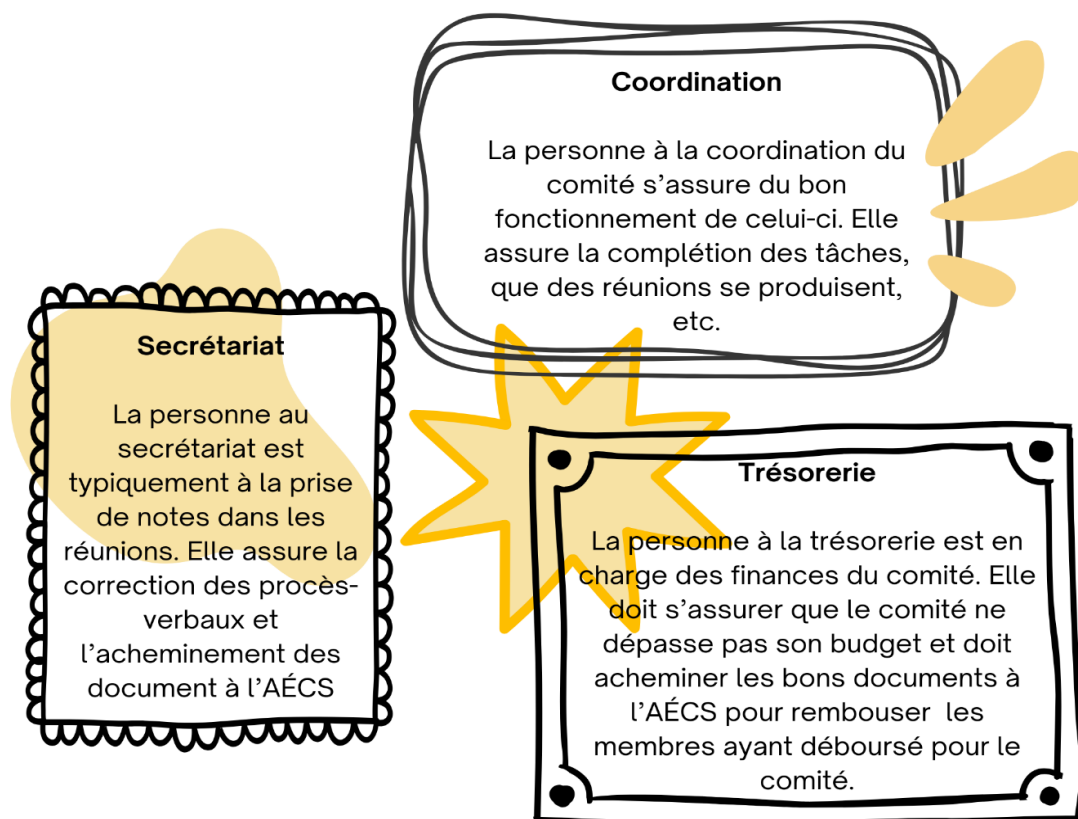 Coordination
La personne à la coordination du
comité s’assure du bon
fonctionnement de celui-ci. Elle
assure la complétion des tâches,
que des réunions se produisent,
etc.
Secrétariat
La personne au
secrétariat est
typiquement à la prise
de notes dans les
réunions. Elle assure la
correction des procès-
verbaux et
l’acheminement des
document à l’AÉCS
Trésorerie
La personne à la trésorerie est en
charge des finances du comité. Elle
doit s’assurer que le comité ne
dépasse pas son budget et doit
acheminer les bons documents à
l’AÉCS pour rembouser les
membres ayant déboursé pour le
comité.